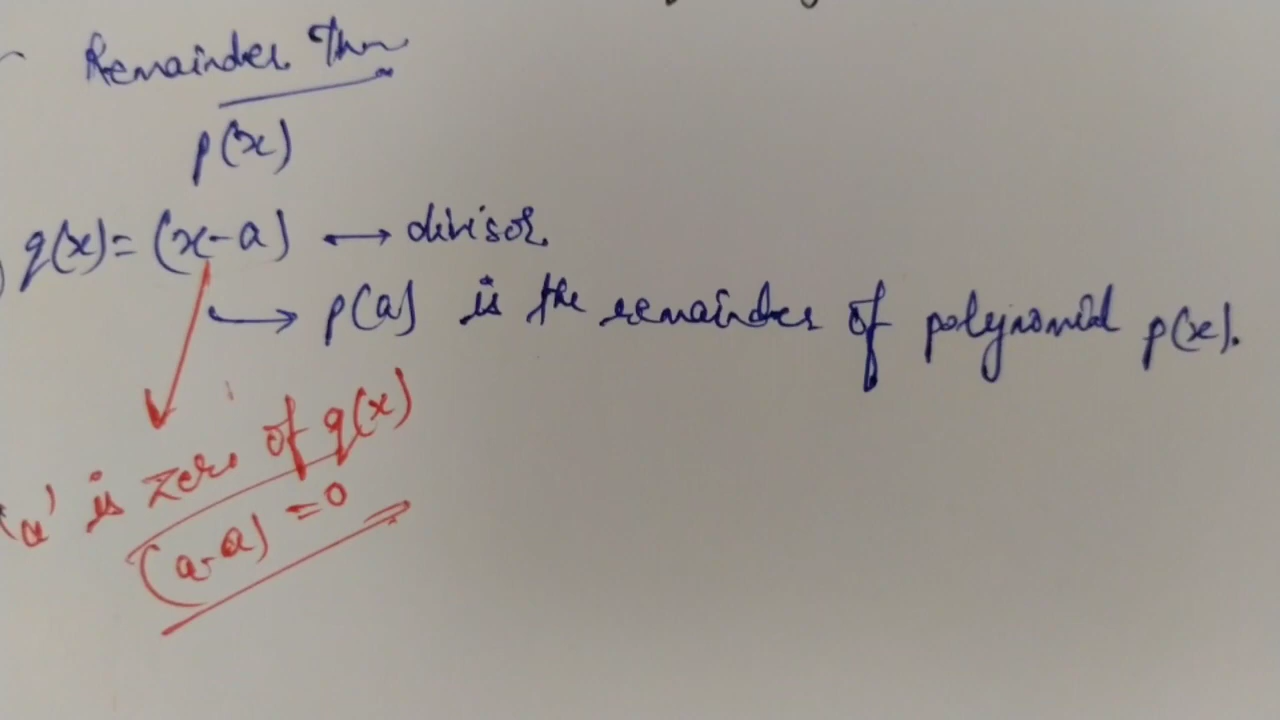 Remainder Thm
p(x)
q(x) = (x-a) ⟷ divisor.
→ p(a) is the remainder of polynomial p(x).
'a' is zero of q(x)
(a-a) = 0